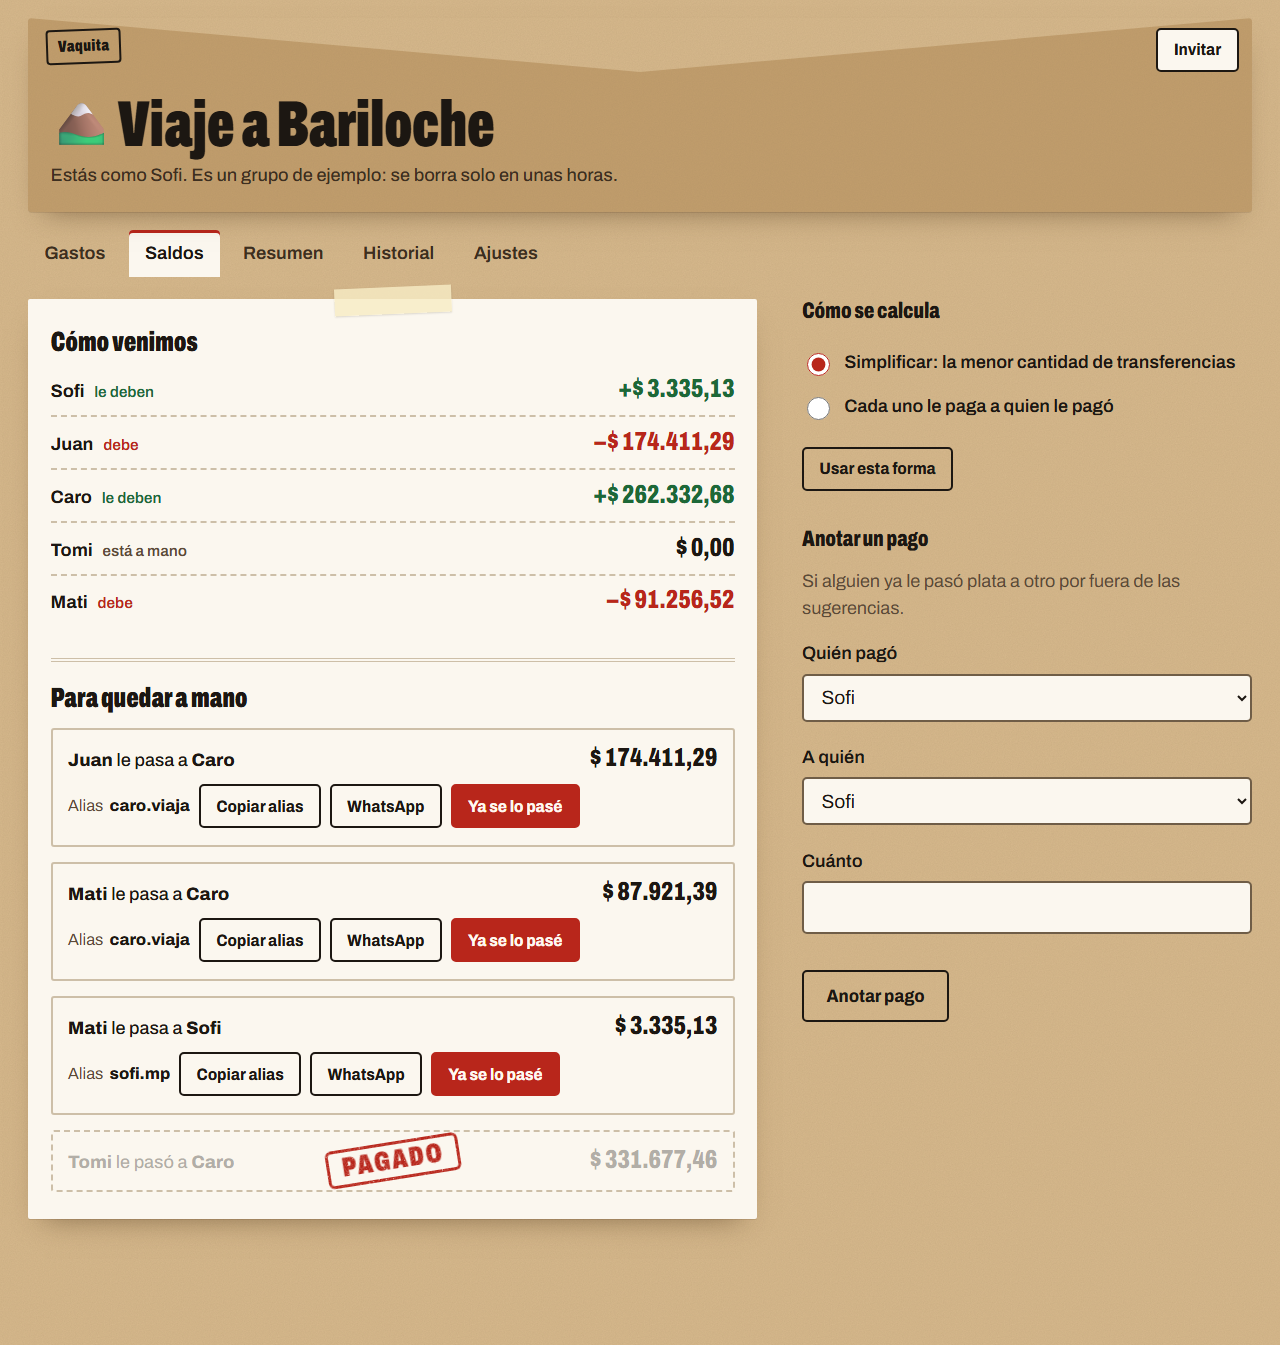 Vaquita
Invitar
Viaje a Bariloche
Estás como Sofi. Es un grupo de ejemplo: se borra solo en unas horas.
Gastos Saldos Resumen Historial Ajustes
Cómo venimos
Sofi le deben +$ 3.335,13
Juan debe −$ 174.411,29
Caro le deben +$ 262.332,68
Tomi está a mano $ 0,00
Mati debe −$ 91.256,52
Para quedar a mano
Juan le pasa a Caro $ 174.411,29
Alias caro.viaja Copiar alias WhatsApp Ya se lo pasé
Mati le pasa a Caro $ 87.921,39
Alias caro.viaja Copiar alias WhatsApp Ya se lo pasé
Mati le pasa a Sofi $ 3.335,13
Alias sofi.mp Copiar alias WhatsApp Ya se lo pasé
Tomi le pasó a Caro PAGADO $ 331.677,46
Cómo se calcula
Simplificar: la menor cantidad de transferencias
Cada uno le paga a quien le pagó
Usar esta forma
Anotar un pago
Si alguien ya le pasó plata a otro por fuera de las
sugerencias.
Quién pagó
Sofi
A quién
Sofi
Cuánto
Anotar pago